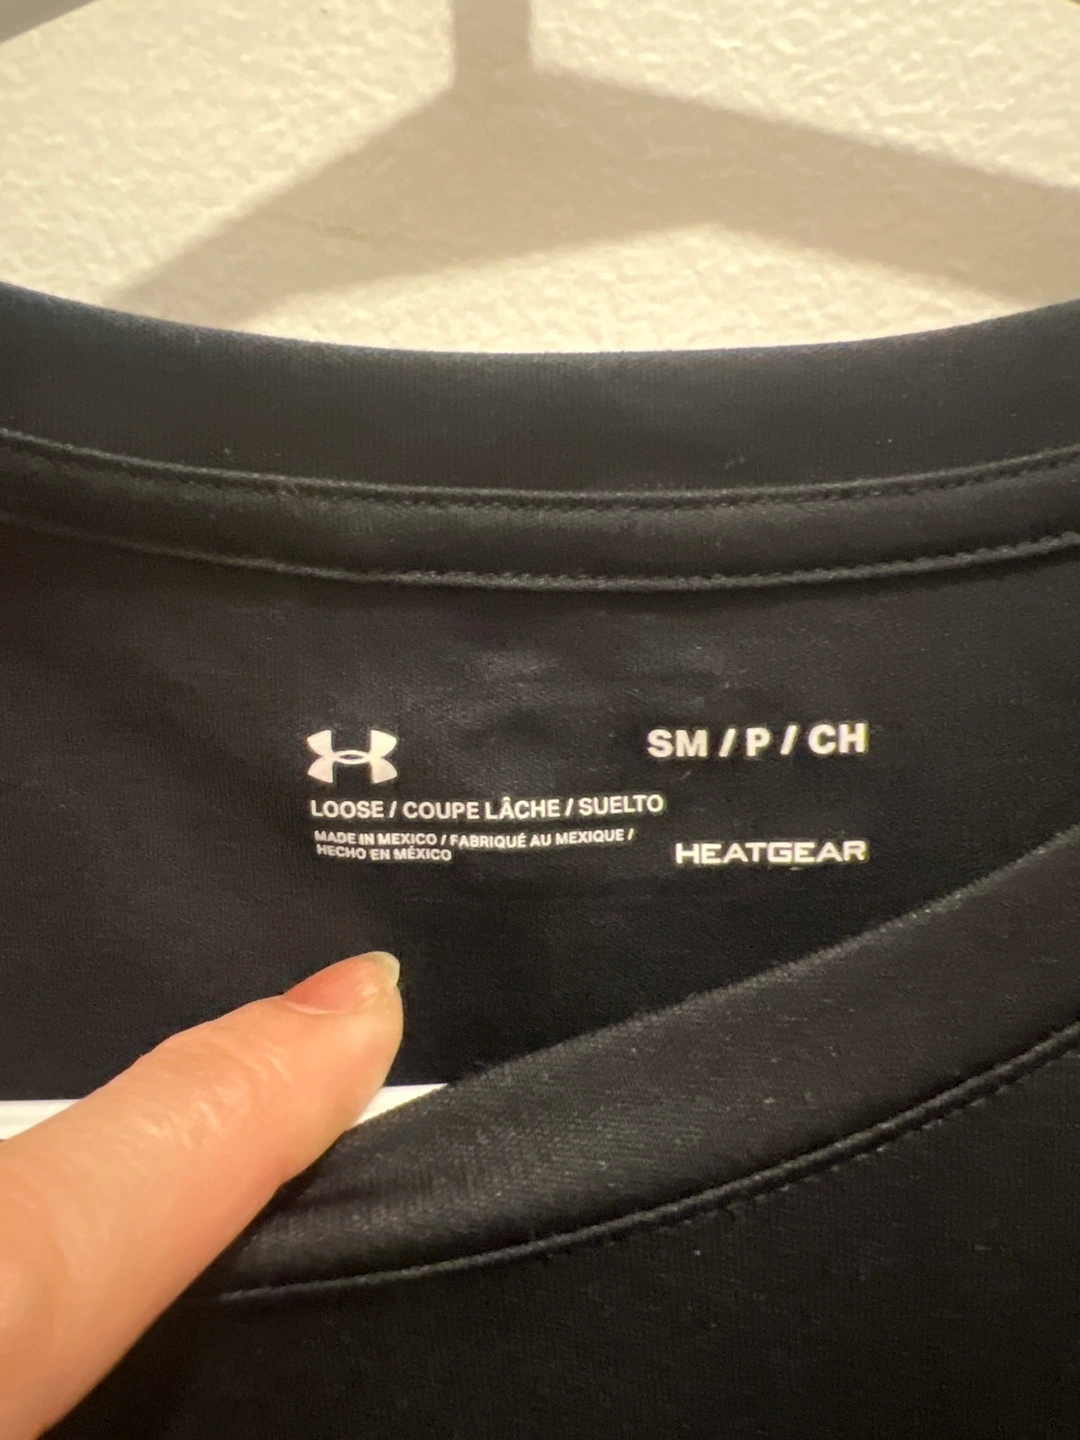 SM / P / CH
LOOSE / COUPE LÂCHE / SUELTO
MADE IN MEXICO / FABRIQUÉ AU MEXIQUE /
HECHO EN MÉXICO
HEATGEAR